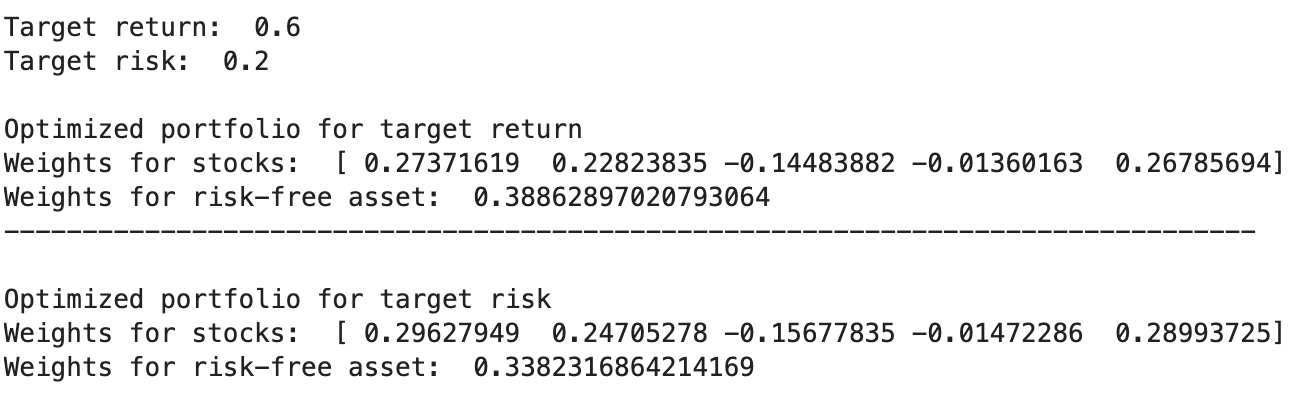 Target return:  0.6
Target risk:  0.2
Optimized portfolio for target return
Weights for stocks:  [ 0.27371619  0.22823835 -0.14483882 -0.01360163  0.26785694]
Weights for risk-free asset:  0.38862897020793064
--------------------------------------------------------------------------------
Optimized portfolio for target risk
Weights for stocks:  [ 0.29627949  0.24705278 -0.15677835 -0.01472286  0.28993725]
Weights for risk-free asset:  0.3382316864214169